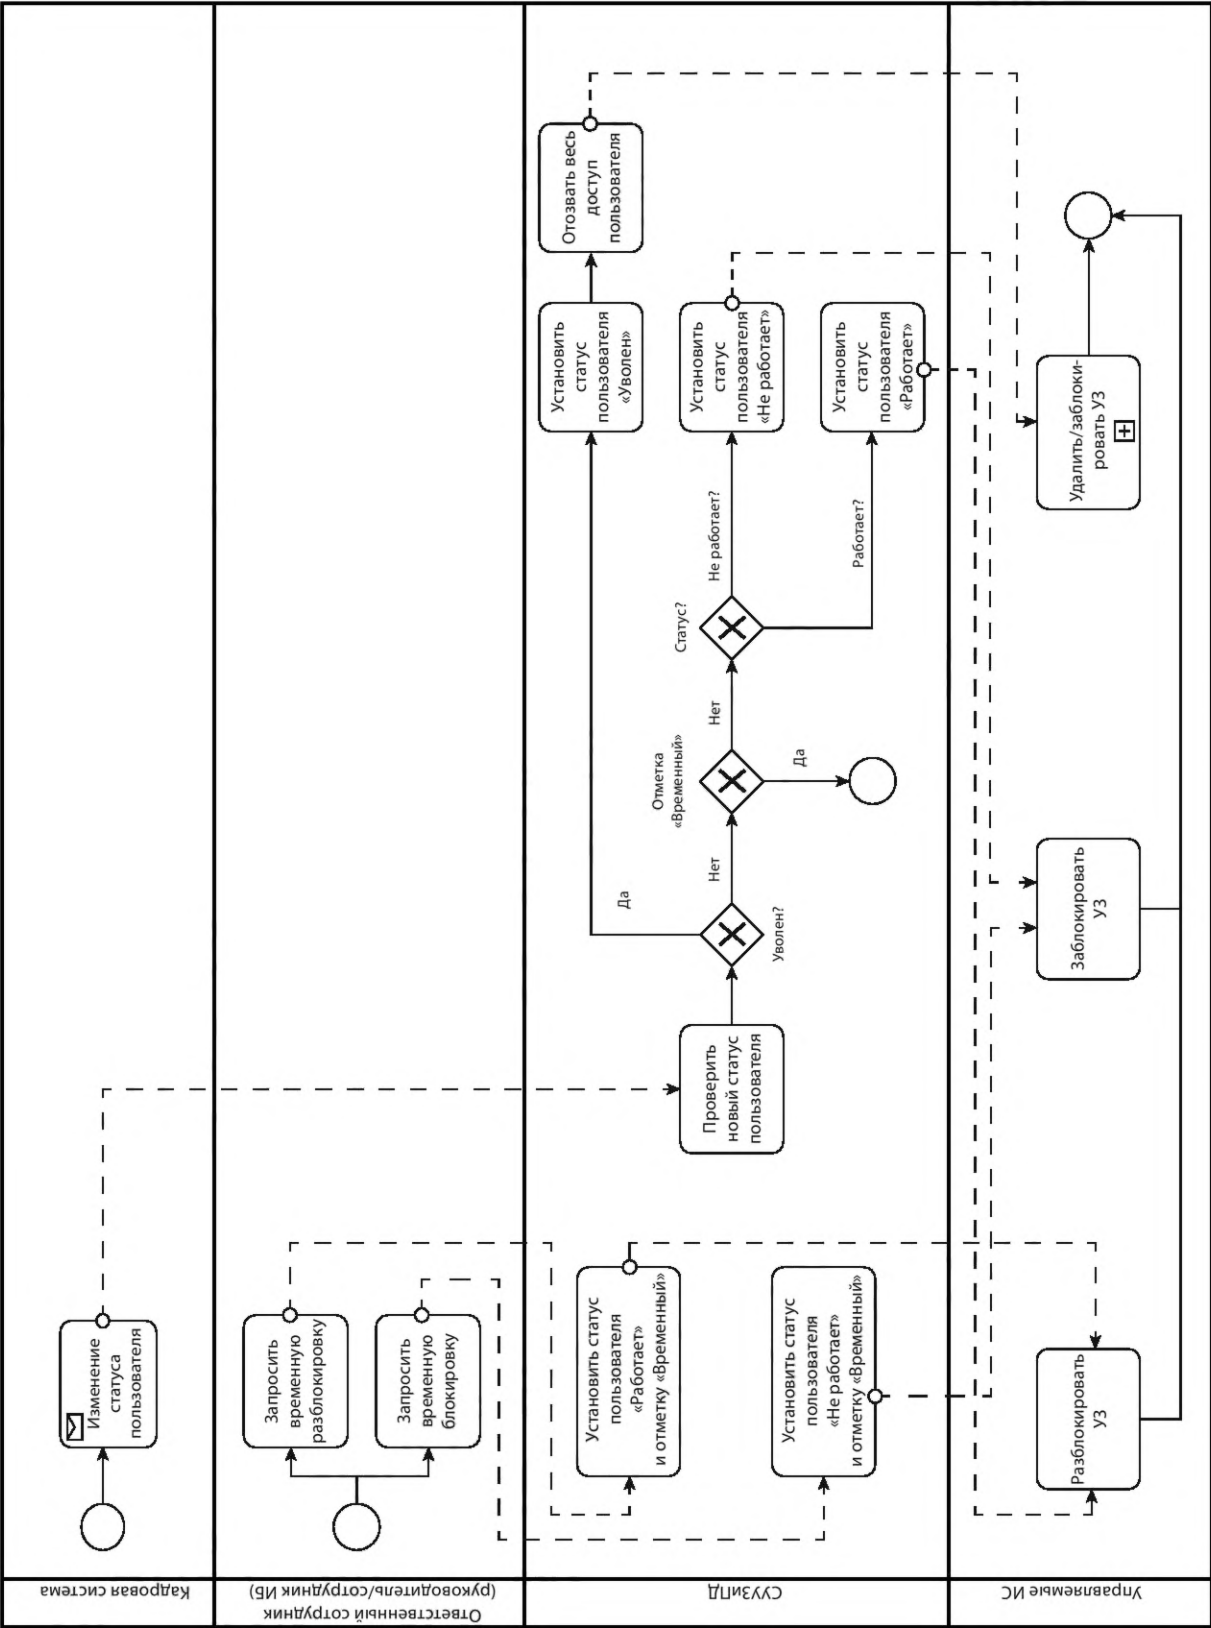 Кадровая система
Изменение
статуса
пользователя
Ответственный сотрудник
(руководитель/сотрудник ИБ)
Запросить
временную
разблокировку
Запросить
временную
блокировку
СУУЗиПД
Установить статус
пользователя
«Работает»
и отметку «Временный»
Установить статус
пользователя
«Не работает»
и отметку «Временный»
Проверить
новый статус
пользователя
Уволен?
Да
Нет
Отметка
«Временный»
Да
Нет
Статус?
Не работает?
Работает?
Установить
статус
пользователя
«Уволен»
Отозвать весь
доступ
пользователя
Установить
статус
пользователя
«Не работает»
Установить
статус
пользователя
«Работает»
Управляемые ИС
Разблокировать
УЗ
Заблокировать
УЗ
Удалить/заблоки-
ровать УЗ